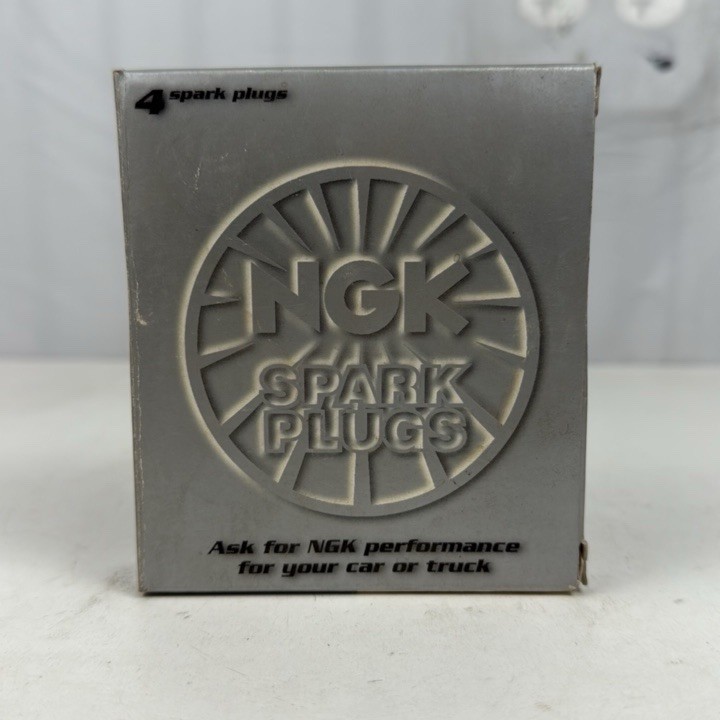 4 spark plugs
NGK
SPARK
PLUGS
Ask for NGK performance
for your car or truck